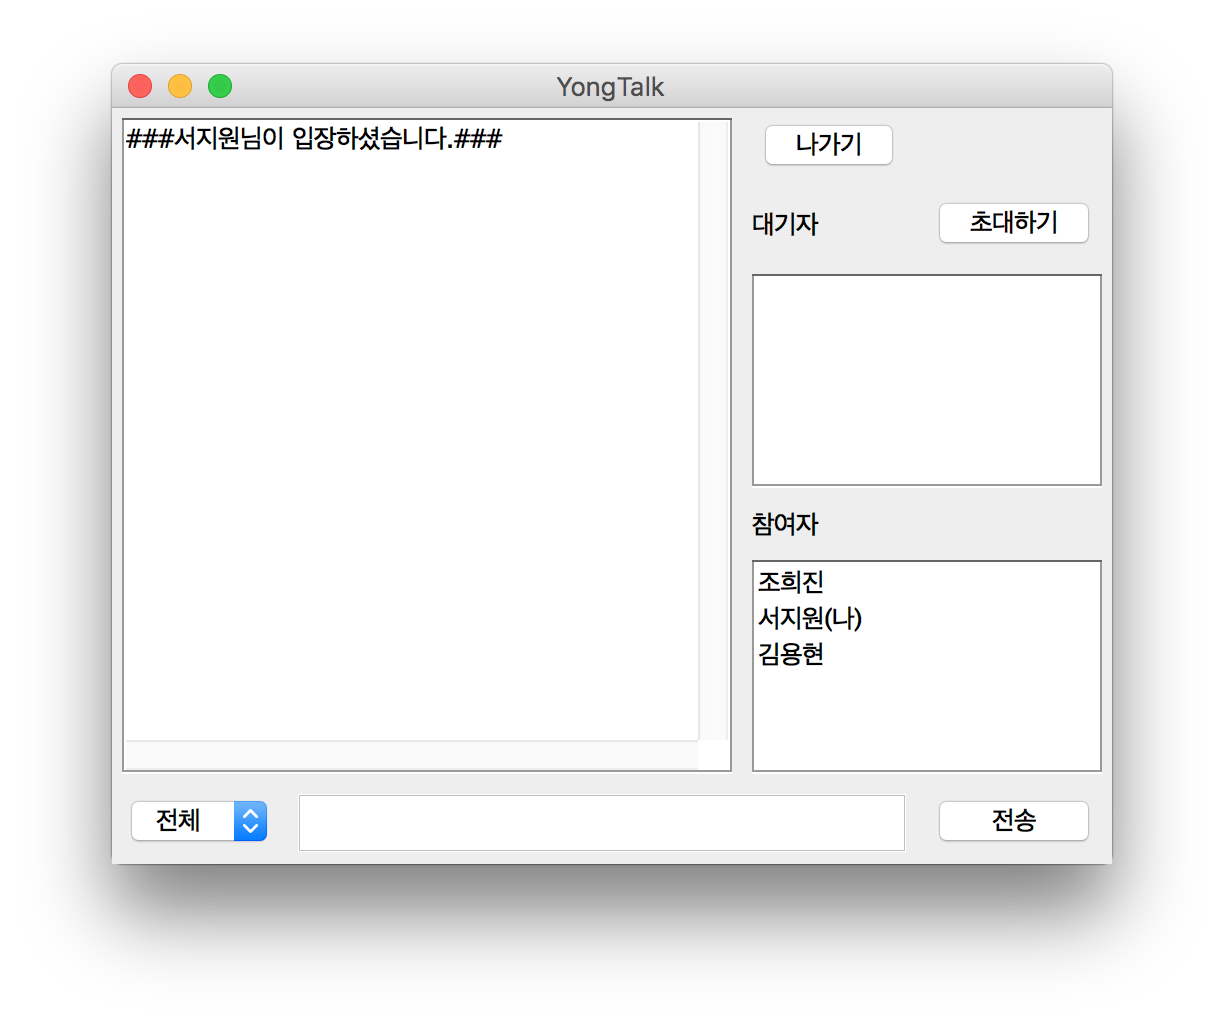 YongTalk
###서지원님이 입장하셨습니다.###
나가기
대기자
초대하기
참여자
조희진
서지원(나)
김용현
전체
전송